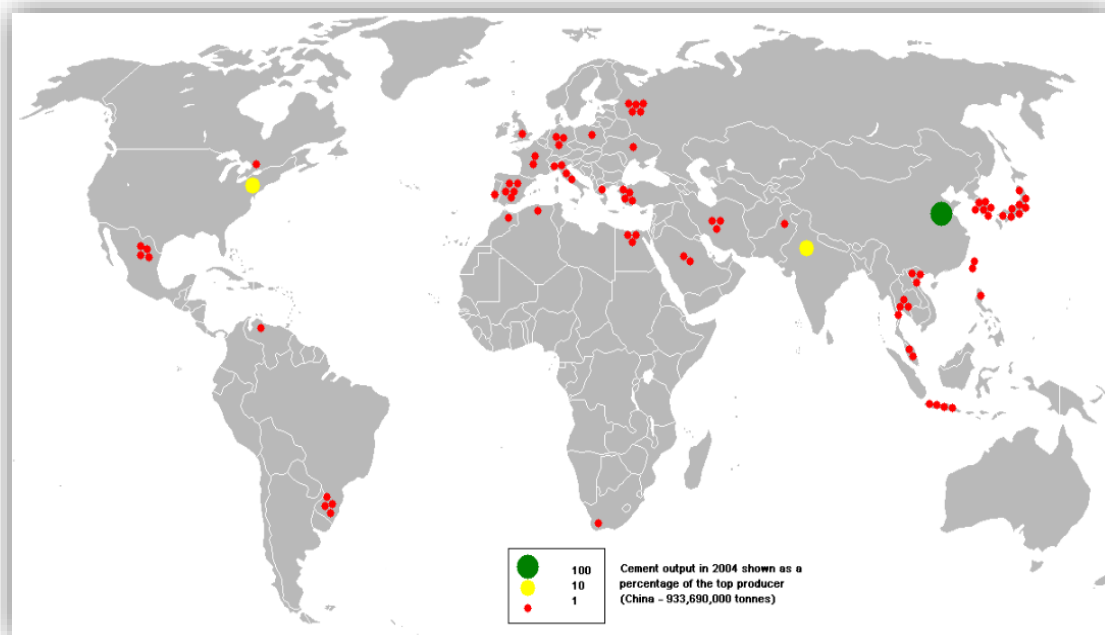 100
10
1
Cement output in 2004 shown as a
percentage of the top producer
(China - 933,690,000 tonnes)